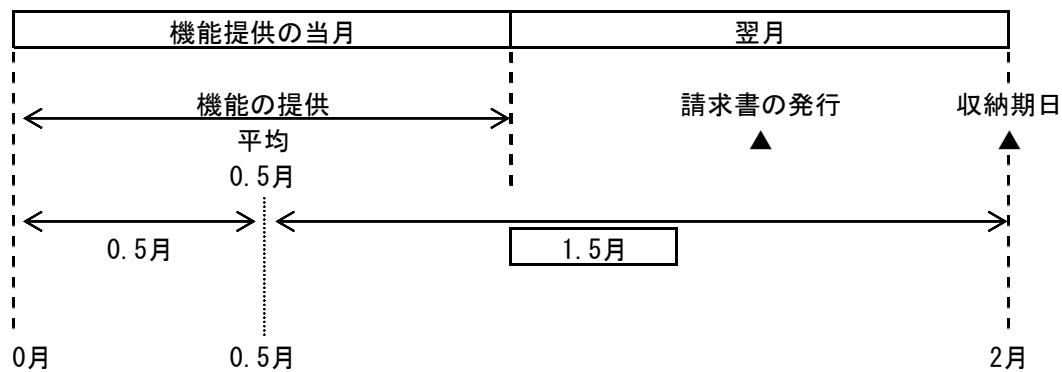 機能提供の当月 翌月
機能の提供 請求書の発行 収納期日
平均 ▲ ▲
0.5月
0.5月 1.5月
0月 0.5月 2月